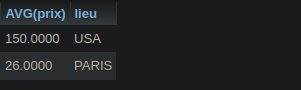 AVG(prix) lieu
150.0000 USA
26.0000 PARIS